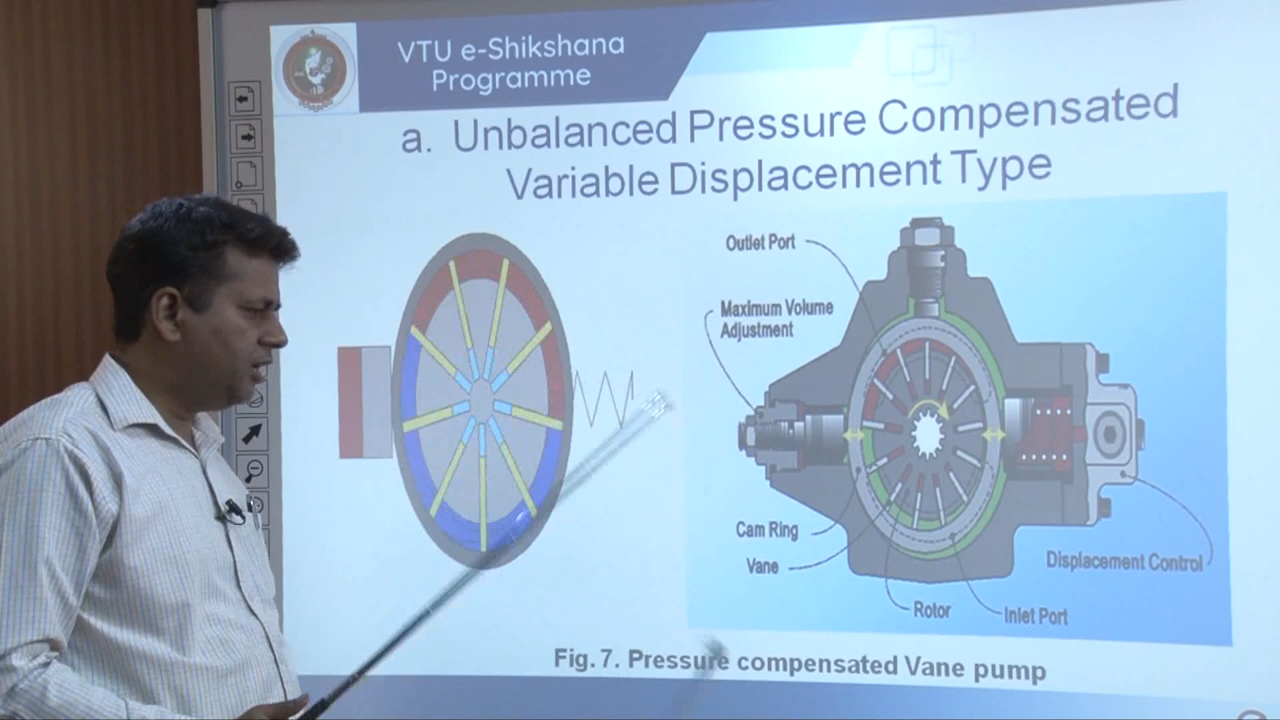 VTU e-Shikshana
Programme
a. Unbalanced Pressure Compensated
Variable Displacement Type
Outlet Port
Maximum Volume
Adjustment
Cam Ring
Vane
Displacement Control
Rotor
Inlet Port
Fig. 7. Pressure compensated Vane pump